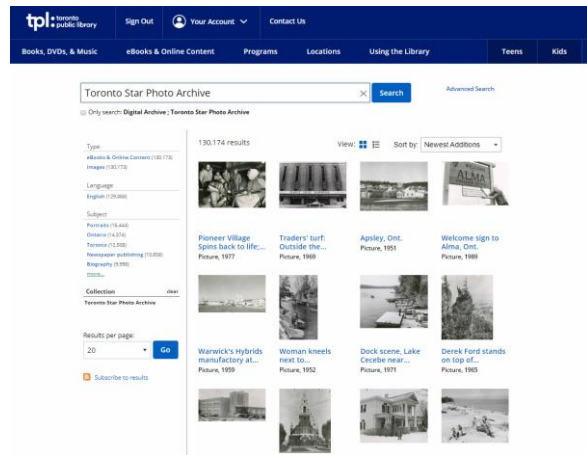 tpl: toronto public library
Sign Out
Your Account
Contact Us
Books, DVDs, & Music
eBooks & Online Content
Programs
Locations
Using the Library
Teens
Kids
Toronto Star Photo Archive
Search
Advanced Search
Only search: Digital Archive ; Toronto Star Photo Archive
130,174 results
View:
Sort by:
Newest Additions
Type
eBooks & Online Content (130,173)
Images (130,173)
Language
English (129,868)
Subject
Portraits (16,444)
Ontario (14,374)
Toronto (12,508)
Newspaper publishing (10,608)
Biography (9,998)
more...
Collection
clear
Toronto Star Photo Archive
Results per page:
20
Go
Subscribe to results
ALMA
Pioneer Village
Spins back to life;...
Picture, 1977
Traders' turf:
Outside the...
Picture, 1969
Apsley, Ont.
Picture, 1951
Welcome sign to
Alma, Ont.
Picture, 1989
Warwick's Hybrids
manufactory at...
Picture, 1959
Woman kneels
next to...
Picture, 1952
Dock scene, Lake
Cecebe near...
Picture, 1971
Derek Ford stands
on top of...
Picture, 1965